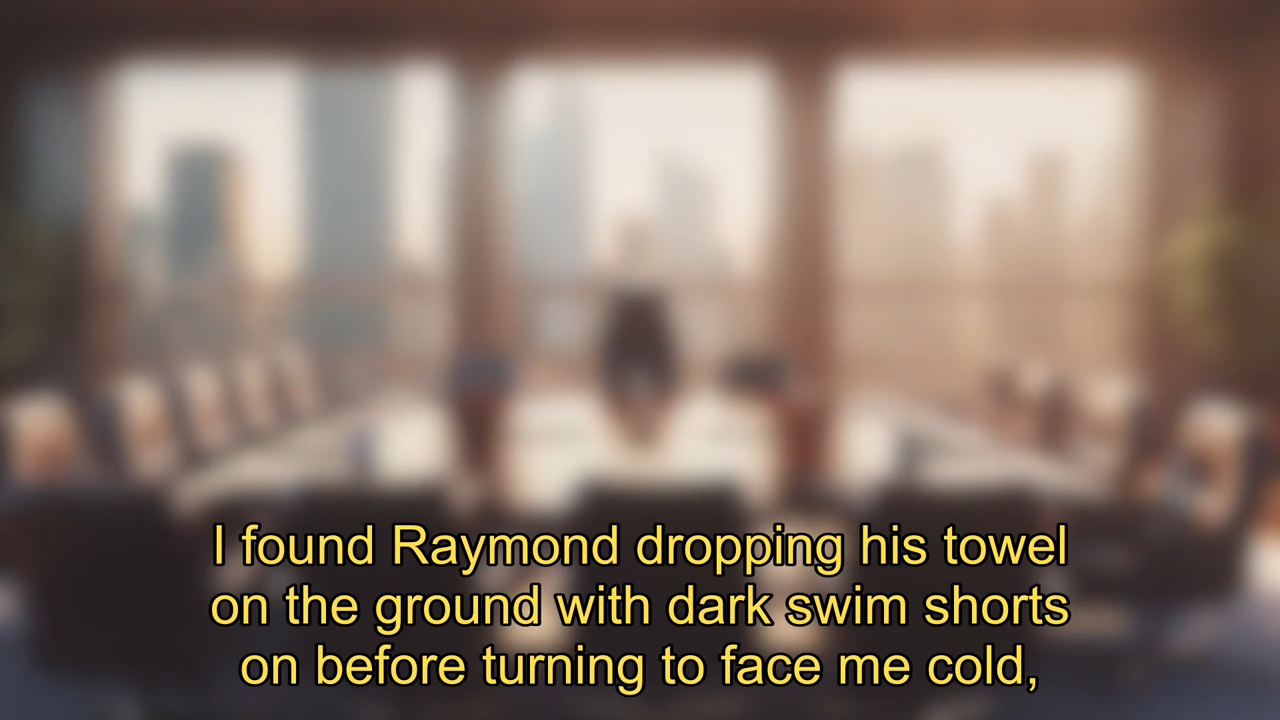 I found Raymond dropping his towel
on the ground with dark swim shorts
on before turning to face me cold,